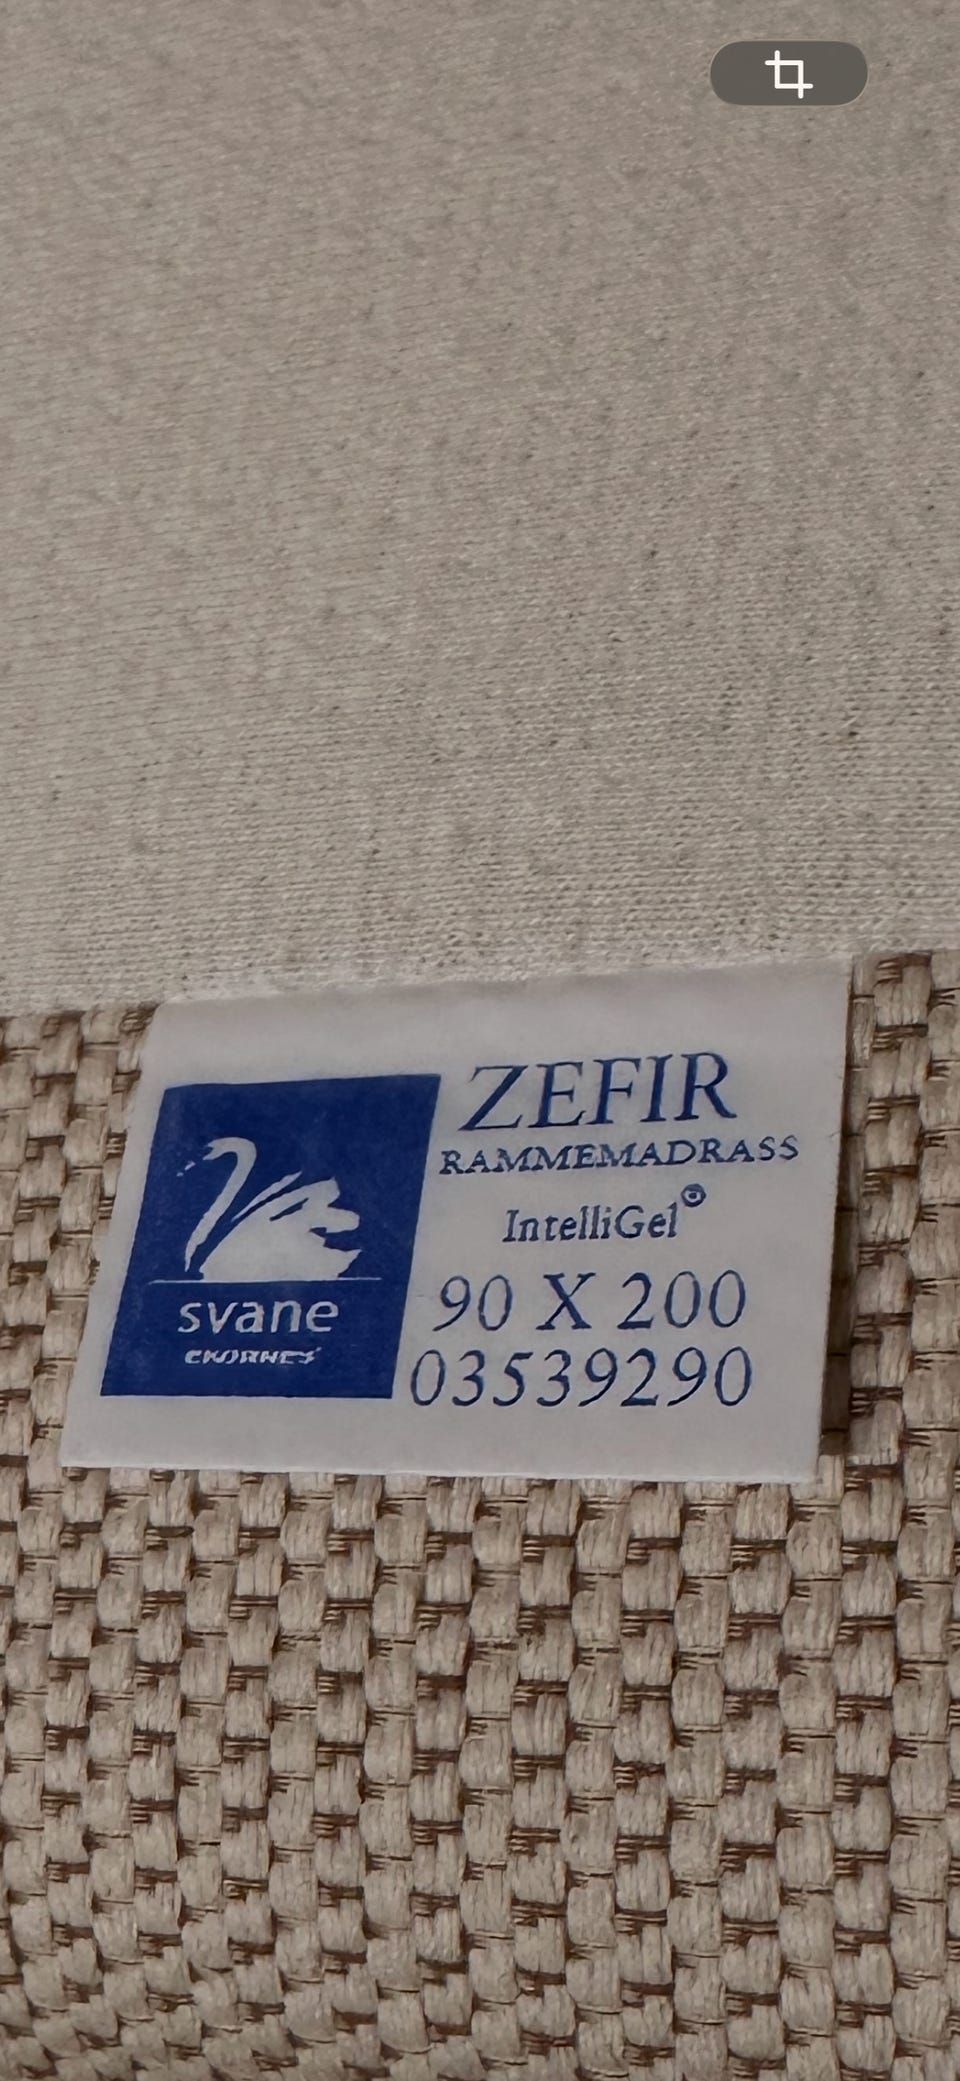 ZEFIR
RAMMEMADRASS
IntelliGel®
90 X 200
03539290
svane
EKORNES